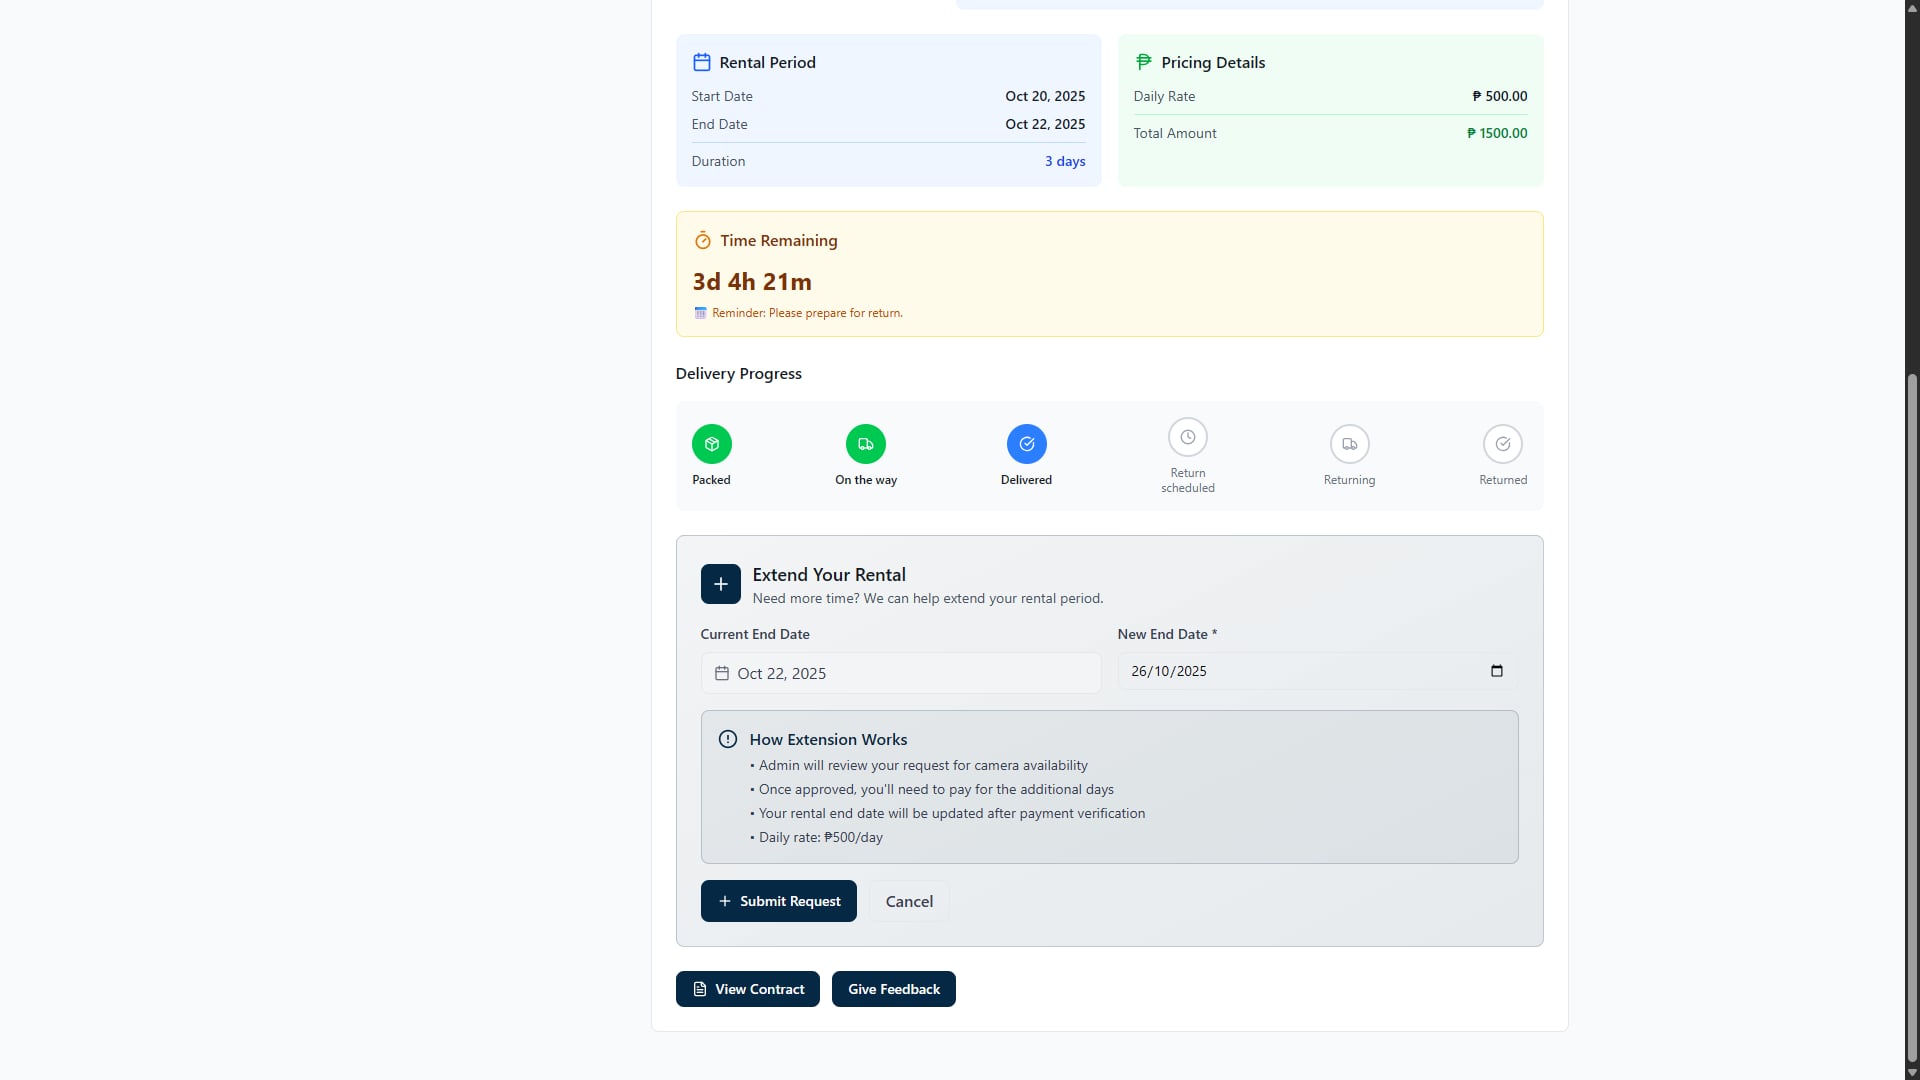 Rental Period
Start Date Oct 20, 2025
End Date Oct 22, 2025
Duration 3 days
Pricing Details
Daily Rate ₱ 500.00
Total Amount ₱ 1500.00
Time Remaining
3d 4h 21m
Reminder: Please prepare for return.
Delivery Progress
Packed
On the way
Delivered
Return
scheduled
Returning
Returned
Extend Your Rental
Need more time? We can help extend your rental period.
Current End Date
Oct 22, 2025
New End Date *
26/10/2025
How Extension Works
• Admin will review your request for camera availability
• Once approved, you'll need to pay for the additional days
• Your rental end date will be updated after payment verification
• Daily rate: ₱500/day
Submit Request
Cancel
View Contract
Give Feedback